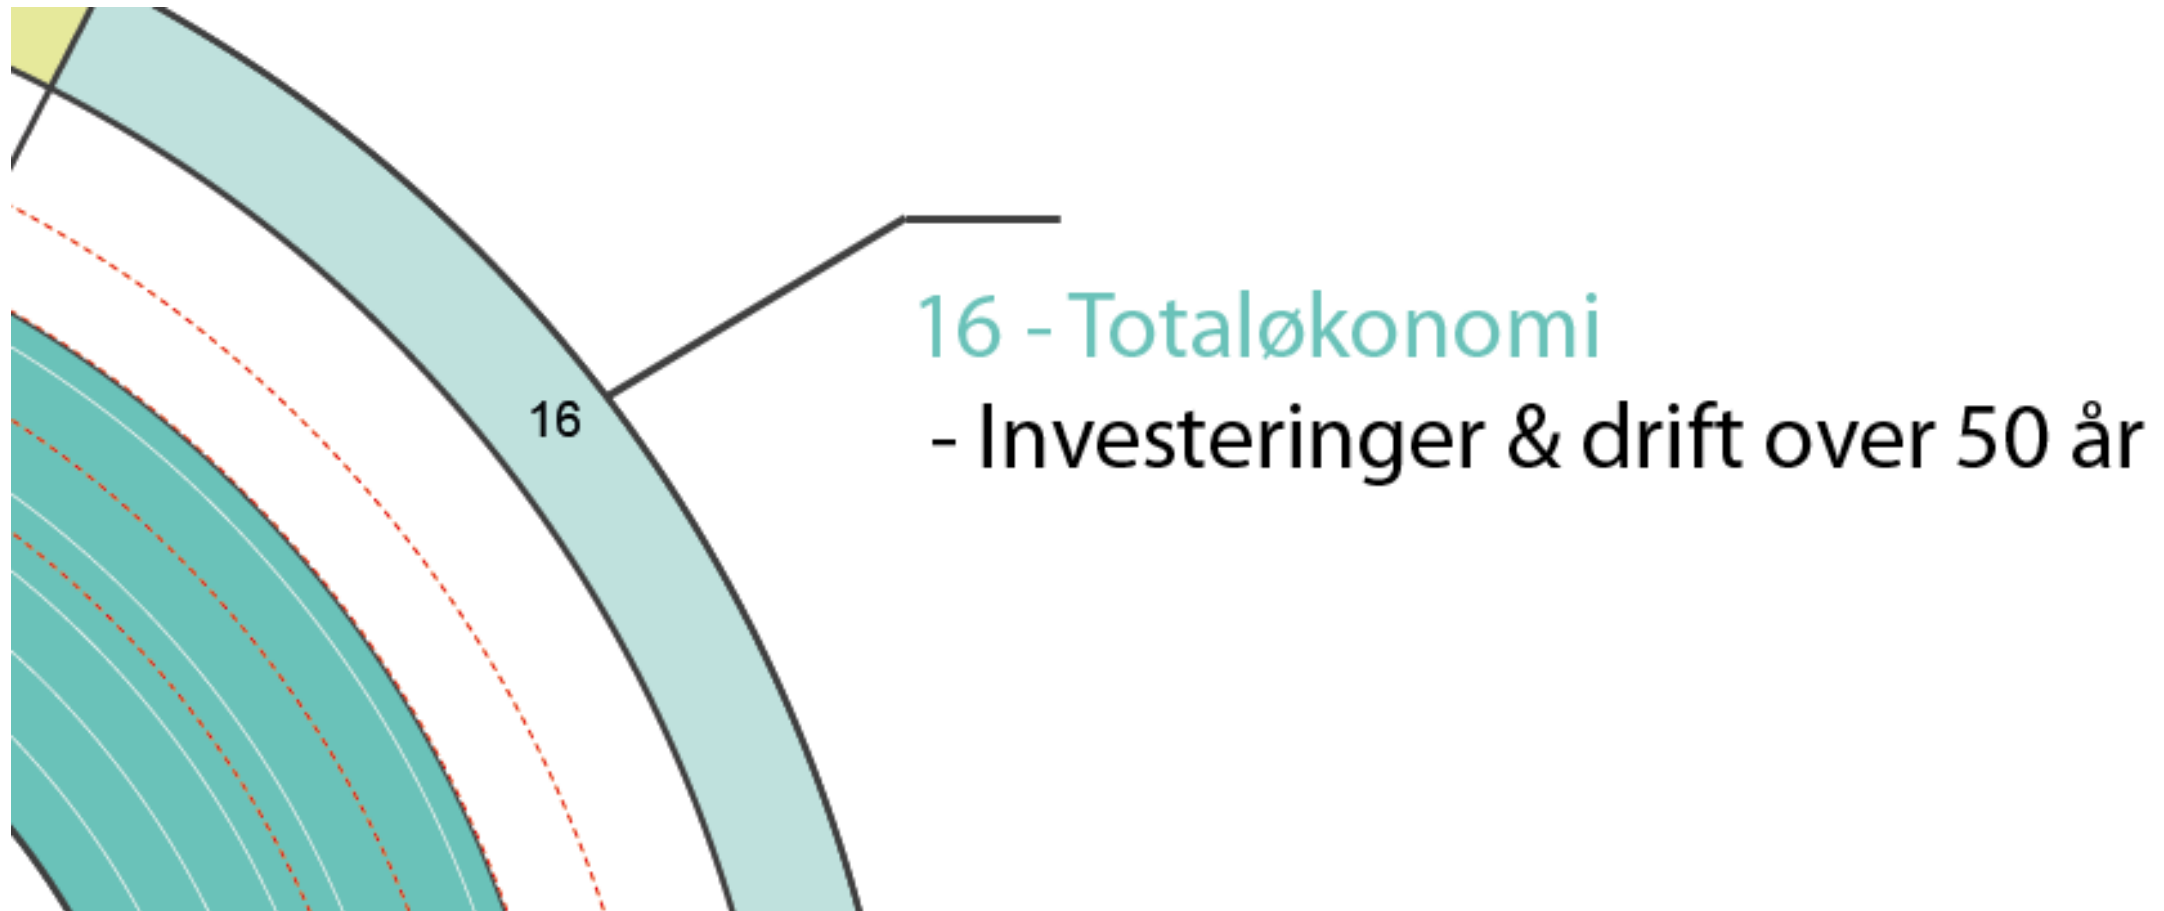 16 - Totaløkonomi
- Investeringer & drift over 50 år
16